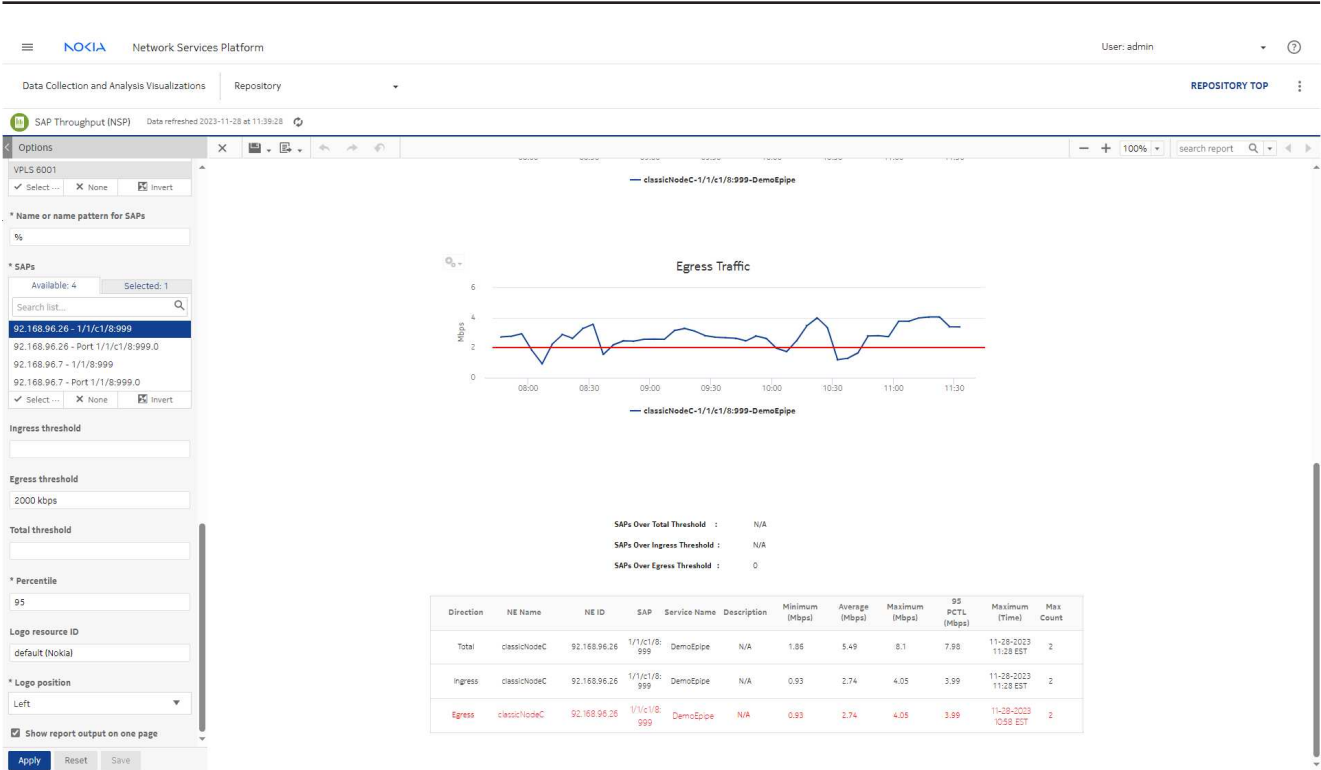 NOKIA Network Services Platform User: admin
Data Collection and Analysis Visualizations Repository REPOSITORY TOP
SAP Throughput (NSP) Data refreshed 2023-11-28 at 11:39:28
Options 100% search report
VPLS 6001
Select ... None Invert
* Name or name pattern for SAPs
%
* SAPs
Available: 4 Selected: 1
Search list...
92.168.96.26 - 1/1/c1/8:999
92.168.96.26 - Port 1/1/c1/8:999.0
92.168.96.7 - 1/1/8:999
92.168.96.7 - Port 1/1/8:999.0
Select ... None Invert
Ingress threshold
Egress threshold
2000 kbps
Total threshold
* Percentile
95
Logo resource ID
default (Nokia)
* Logo position
Left
Show report output on one page
Apply Reset Save
classicNodeC-1/1/c1/8:999-DemoEpipe
Egress Traffic
6
4
2
0
Mbps
08:00 08:30 09:00 09:30 10:00 10:30 11:00 11:30
classicNodeC-1/1/c1/8:999-DemoEpipe
SAPs Over Total Threshold : N/A
SAPs Over Ingress Threshold : N/A
SAPs Over Egress Threshold : 0
Direction NE Name NE ID SAP Service Name Description Minimum (Mbps) Average (Mbps) Maximum (Mbps) 95 PCTL (Mbps) Maximum (Time) Max Count
Total classicNodeC 92.168.96.26 1/1/c1/8:999 DemoEpipe N/A 1.86 5.49 8.1 7.98 11-28-2023 11:28 EST 2
Ingress classicNodeC 92.168.96.26 1/1/c1/8:999 DemoEpipe N/A 0.93 2.74 4.05 3.99 11-28-2023 11:28 EST 2
Egress classicNodeC 92.168.96.26 1/1/c1/8:999 DemoEpipe N/A 0.93 2.74 4.05 3.99 11-28-2023 10:58 EST 2